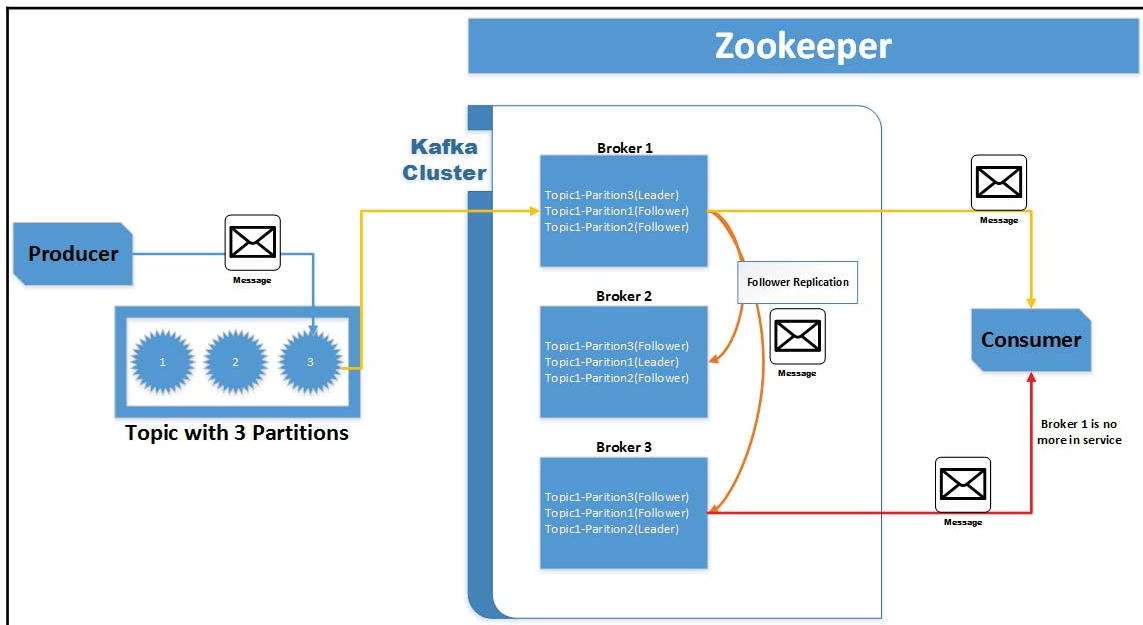 Zookeeper
Kafka
Cluster
Broker 1
Topic1-Parition3(Leader)
Topic1-Parition1(Follower)
Topic1-Parition2(Follower)
Message
Producer
Message
Follower Replication
Broker 2
Topic1-Parition3(Follower)
Topic1-Parition1(Leader)
Topic1-Parition2(Follower)
Message
Consumer
1
2
3
Topic with 3 Partitions
Broker 1 is no
more in service
Broker 3
Topic1-Parition3(Follower)
Topic1-Parition1(Follower)
Topic1-Parition2(Leader)
Message